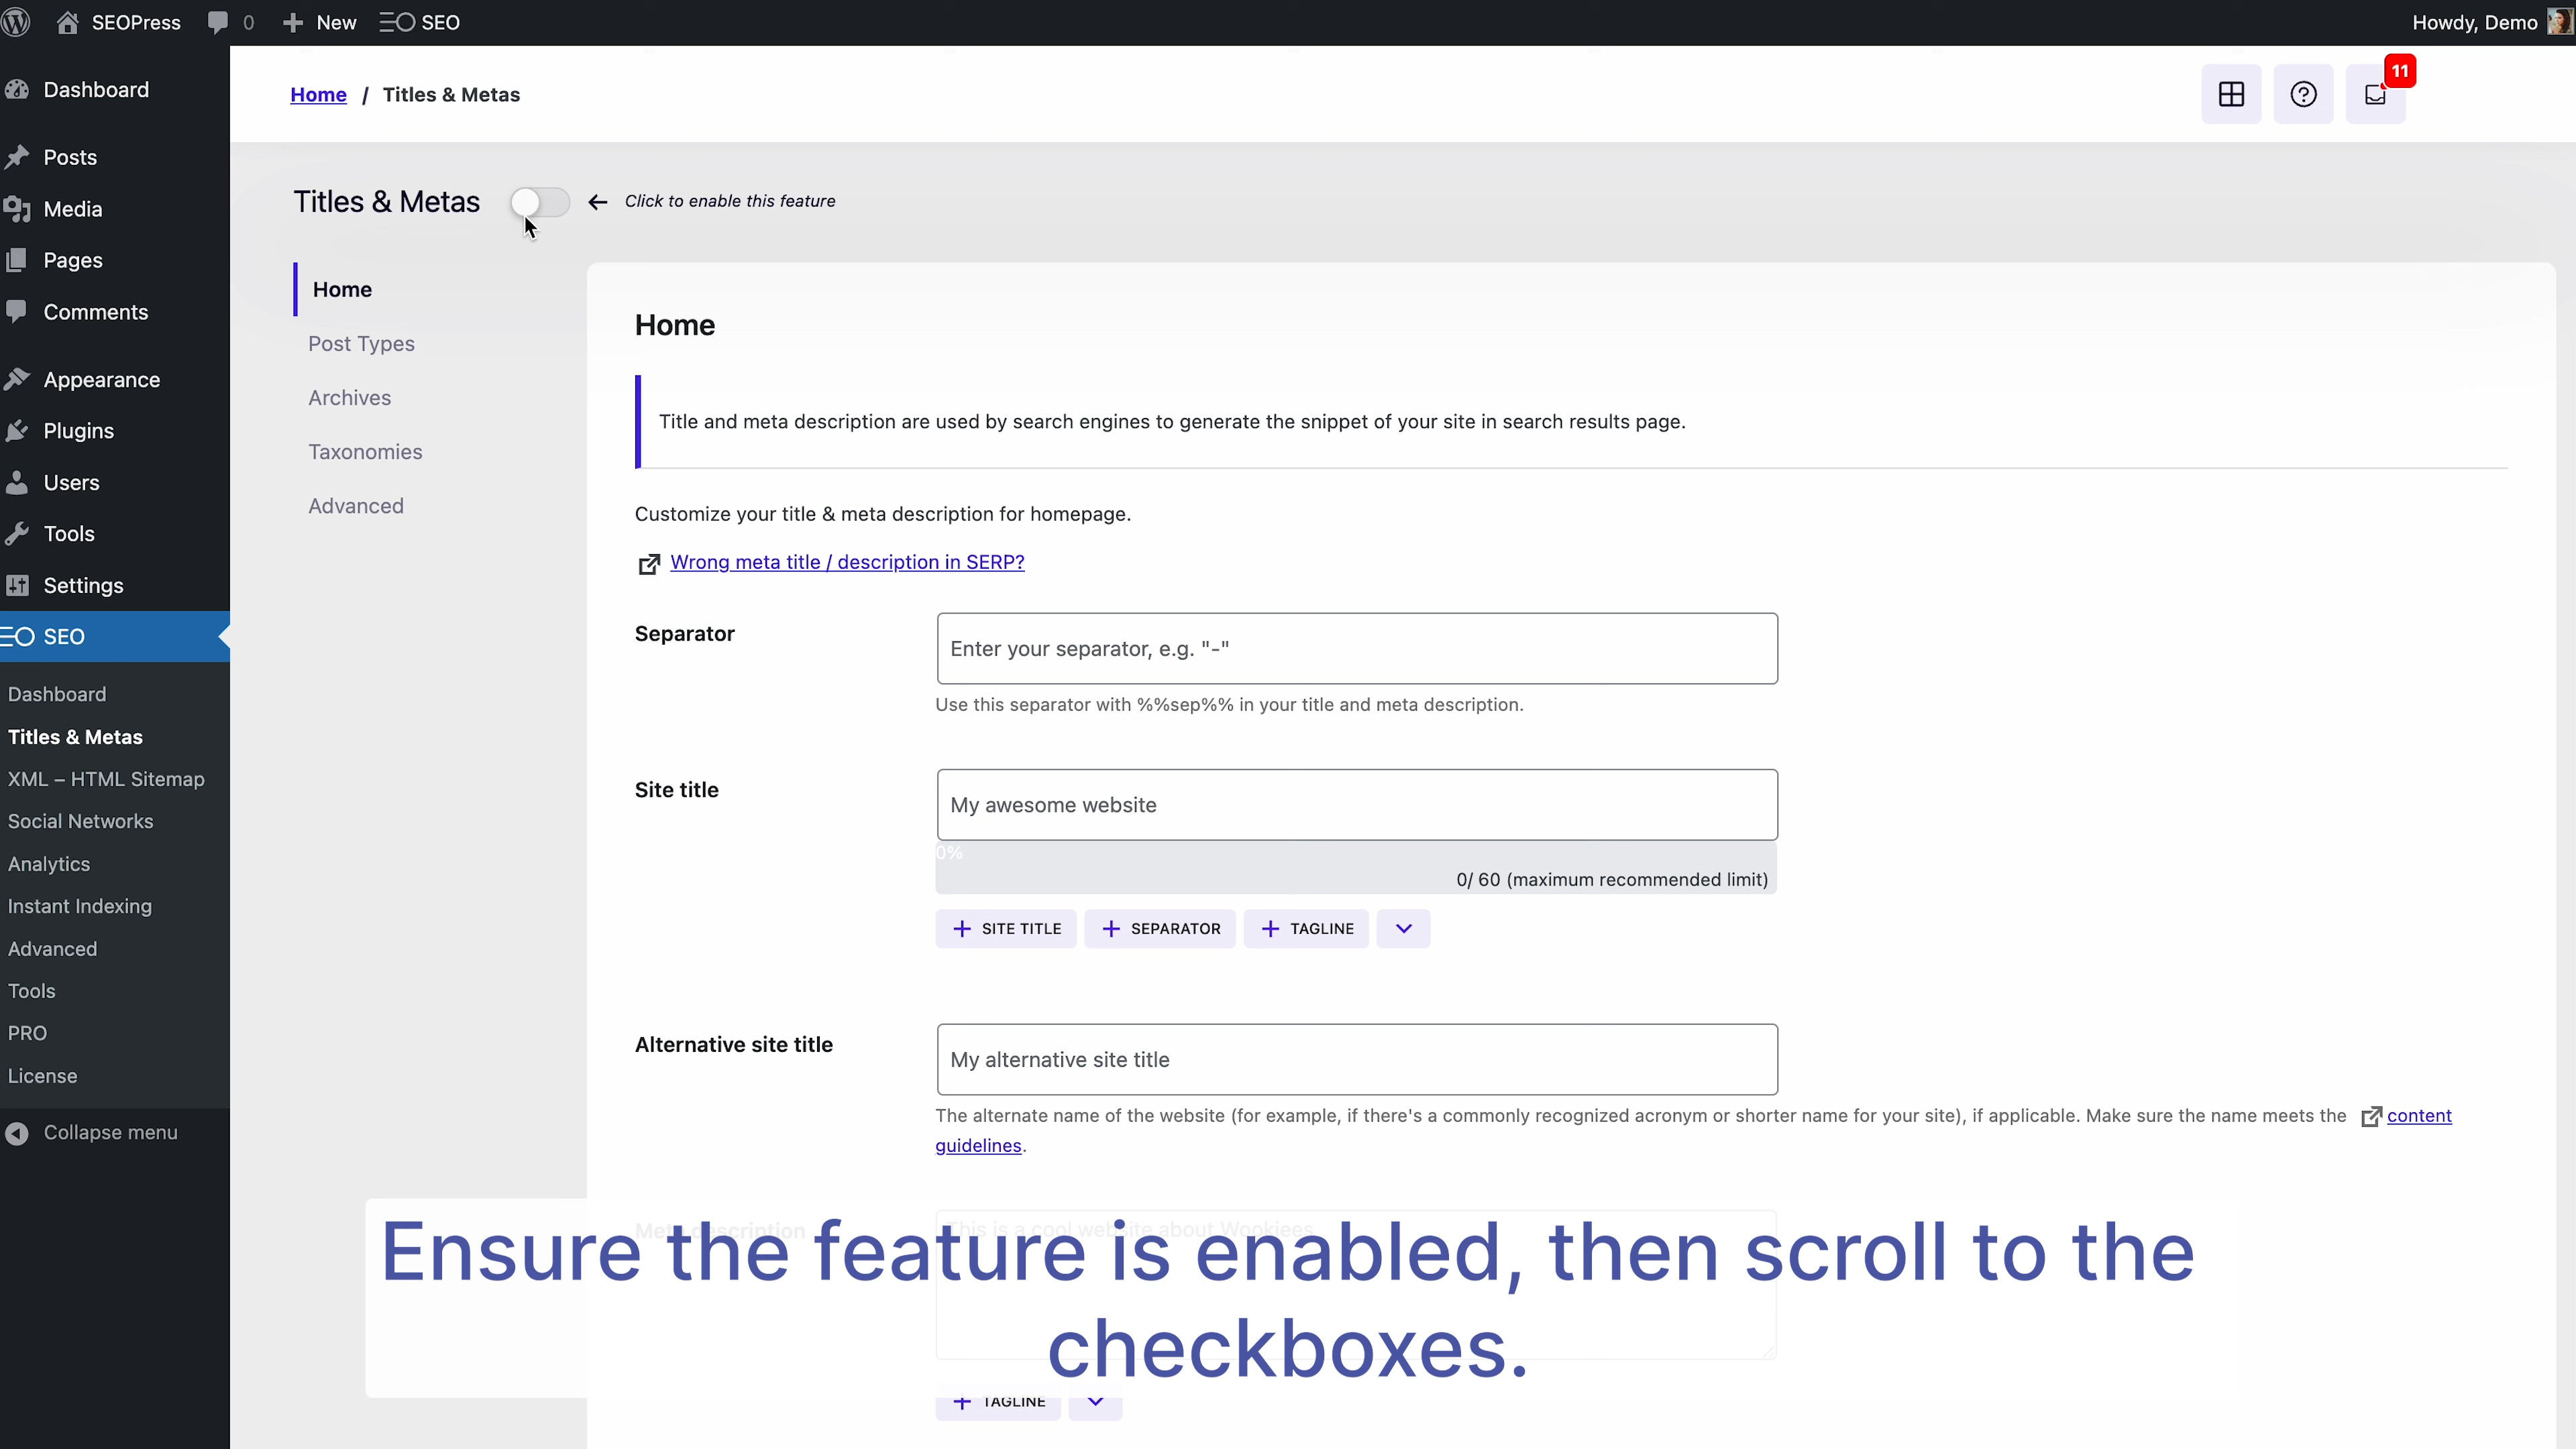 SEOPress 0 New SEO Howdy, Demo
Dashboard
Posts
Media
Pages
Comments
Appearance
Plugins
Users
Tools
Settings
SEO
Dashboard
Titles & Metas
XML – HTML Sitemap
Social Networks
Analytics
Instant Indexing
Advanced
Tools
PRO
License
Collapse menu
Home / Titles & Metas
11
Titles & Metas
Click to enable this feature
Home
Post Types
Archives
Taxonomies
Advanced
Home
Title and meta description are used by search engines to generate the snippet of your site in search results page.
Customize your title & meta description for homepage.
Wrong meta title / description in SERP?
Separator
Enter your separator, e.g. "-"
Use this separator with %%sep%% in your title and meta description.
Site title
My awesome website
0%
0/ 60 (maximum recommended limit)
SITE TITLE
SEPARATOR
TAGLINE
Alternative site title
My alternative site title
The alternate name of the website (for example, if there's a commonly recognized acronym or shorter name for your site), if applicable. Make sure the name meets the content
guidelines.
Meta description
This is a cool website about Wookiees
Ensure the feature is enabled, then scroll to the
checkboxes.
TAGLINE